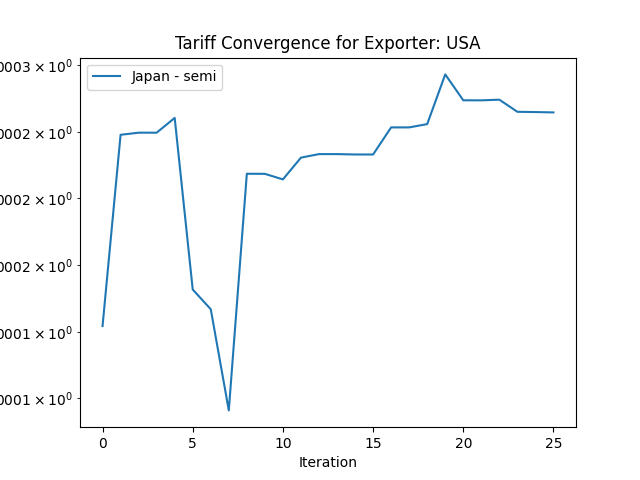 Tariff Convergence for Exporter: USA
Japan - semi
0003 × 10⁰
0002 × 10⁰
0002 × 10⁰
0002 × 10⁰
0001 × 10⁰
0001 × 10⁰
0 5 10 15 20 25
Iteration